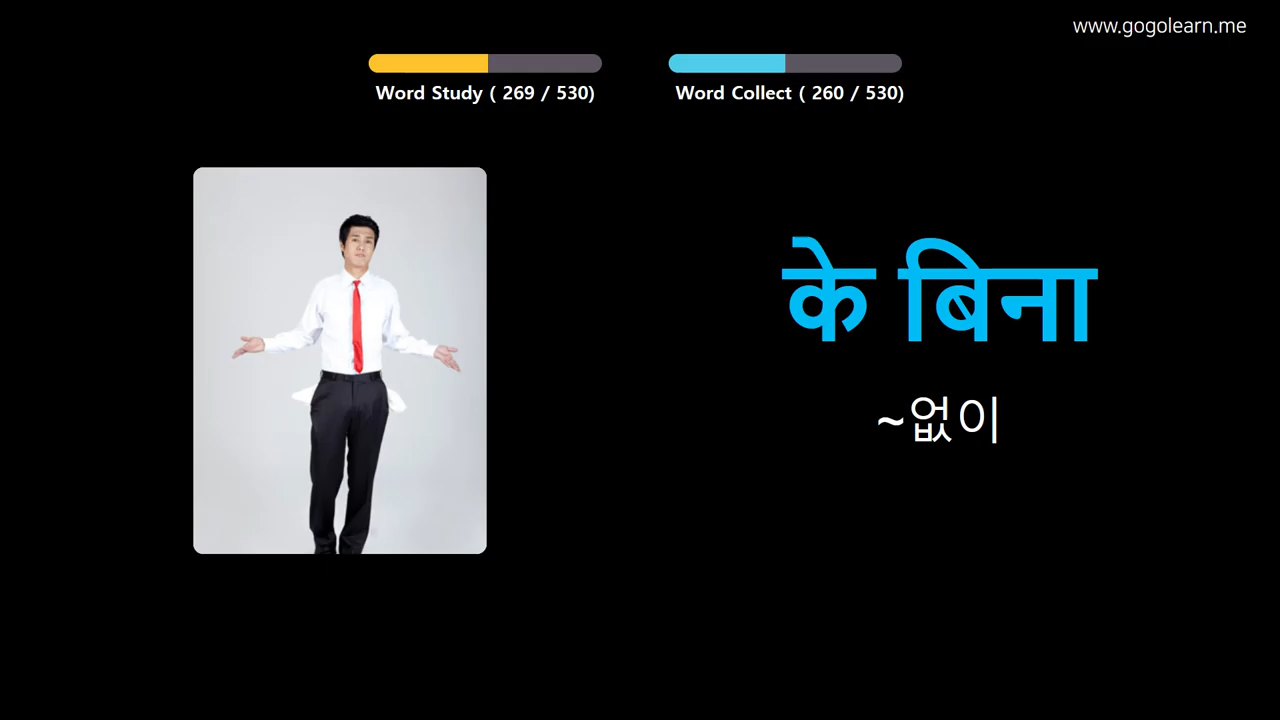 www.gogolearn.me
Word Study ( 269 / 530)
Word Collect ( 260 / 530)
के बिना
~없이